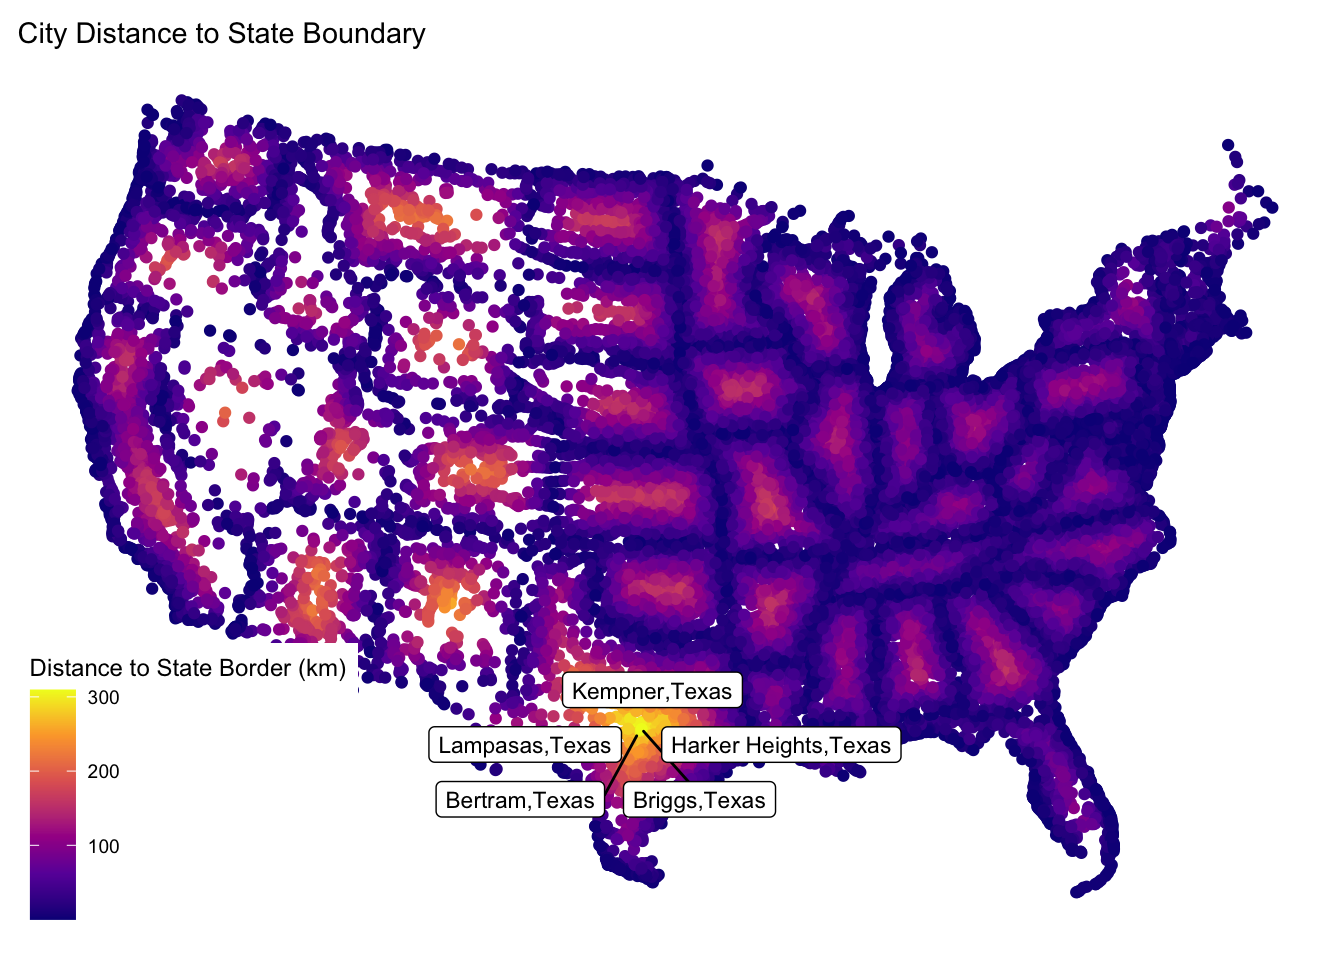 City Distance to State Boundary
Distance to State Border (km)
300
200
100
Kempner,Texas
Lampasas,Texas
Harker Heights,Texas
Bertram,Texas
Briggs,Texas